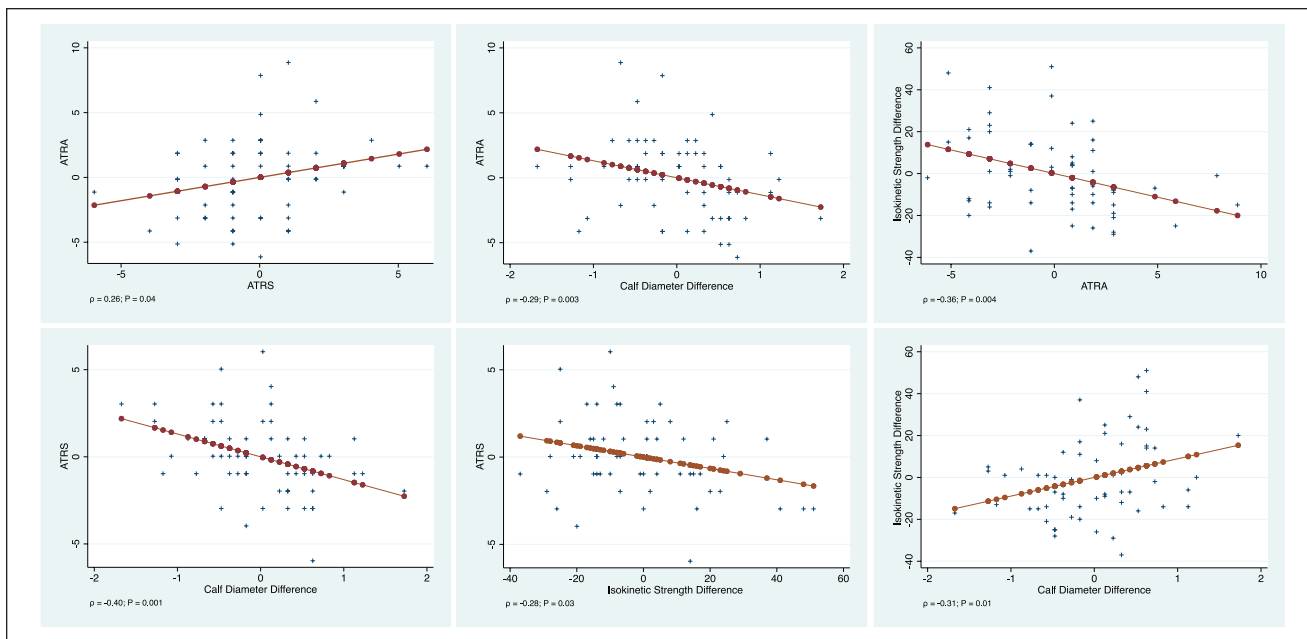 10
5
0
-5
ATRA
-5 0 5
ATRS
ρ = 0.26; P = 0.04
10
5
0
-5
ATRA
-2 -1 0 1 2
Calf Diameter Difference
ρ = -0.29; P = 0.003
60
40
20
0
-20
-40
Isokinetic Strength Difference
-5 0 5 10
ATRA
ρ = -0.36; P = 0.004
5
0
-5
ATRS
-2 -1 0 1 2
Calf Diameter Difference
ρ = -0.40; P = 0.001
5
0
-5
ATRS
-40 -20 0 20 40 60
Isokinetic Strength Difference
ρ = -0.28; P = 0.03
60
40
20
0
-20
-40
Isokinetic Strength Difference
-2 -1 0 1 2
Calf Diameter Difference
ρ = -0.31; P = 0.01